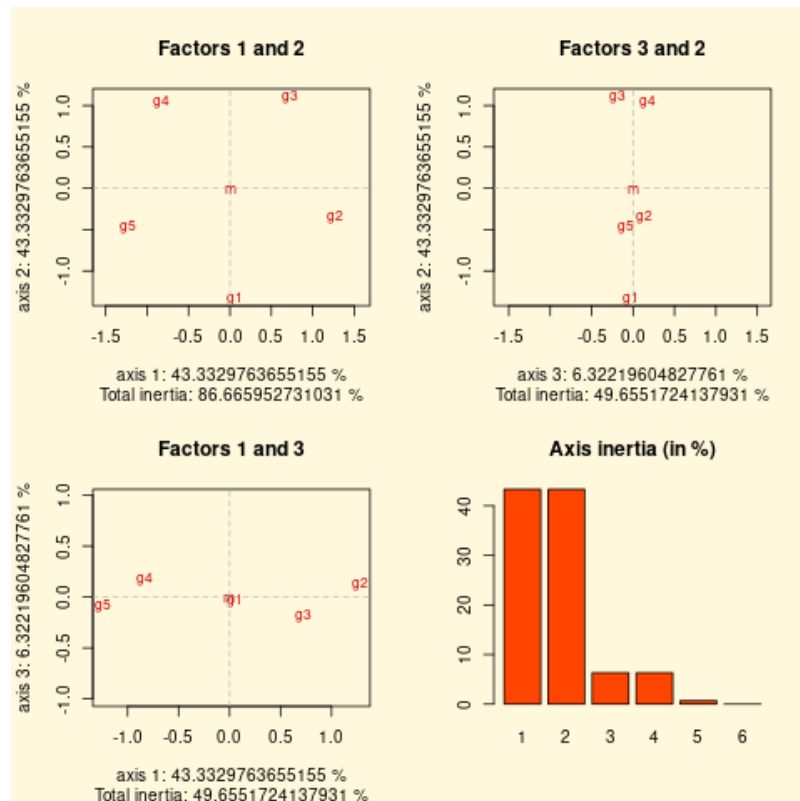 Factors 1 and 2
axis 2: 43.3329763655155 %
1.0
0.5
0.0
-1.0
g4
g3
m
g2
g5
g1
-1.5
-0.5
0.0
0.5
1.0
1.5
axis 1: 43.3329763655155 %
Total inertia: 86.665952731031 %
Factors 3 and 2
axis 2: 43.3329763655155 %
1.0
0.5
0.0
-1.0
g3
g4
m
g2
g5
g1
-1.5
-0.5
0.0
0.5
1.0
1.5
axis 3: 6.32219604827761 %
Total inertia: 49.6551724137931 %
Factors 1 and 3
axis 3: 6.32219604827761 %
1.0
0.5
0.0
-0.5
-1.0
g4
g2
m
g1
g5
g3
-1.0
-0.5
0.0
0.5
1.0
axis 1: 43.3329763655155 %
Total inertia: 49.6551724137931 %
Axis inertia (in %)
40
30
20
10
0
1 2 3 4 5 6